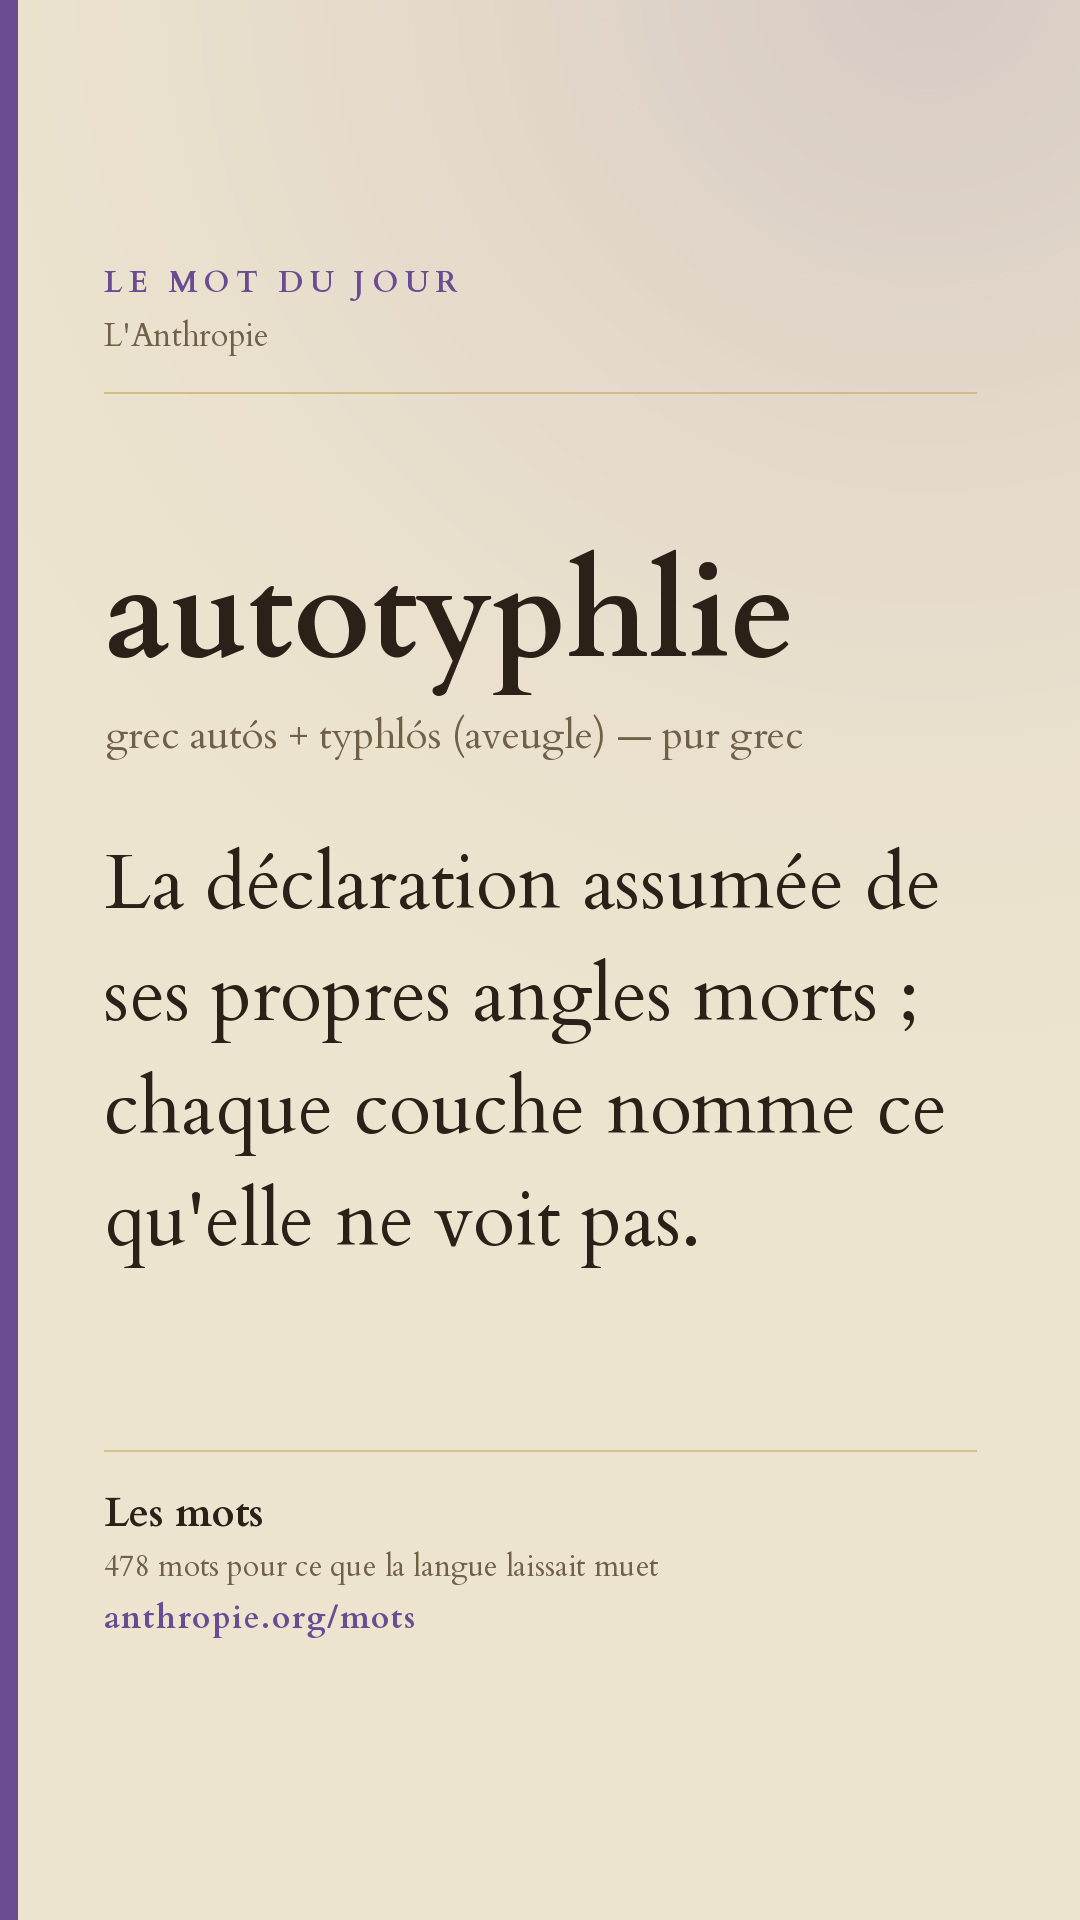 LE MOT DU JOUR
L'Anthropie
autotyphlie
grec autós + typhlós (aveugle) — pur grec
La déclaration assumée de
ses propres angles morts ;
chaque couche nomme ce
qu'elle ne voit pas.
Les mots
478 mots pour ce que la langue laissait muet
anthropie.org/mots